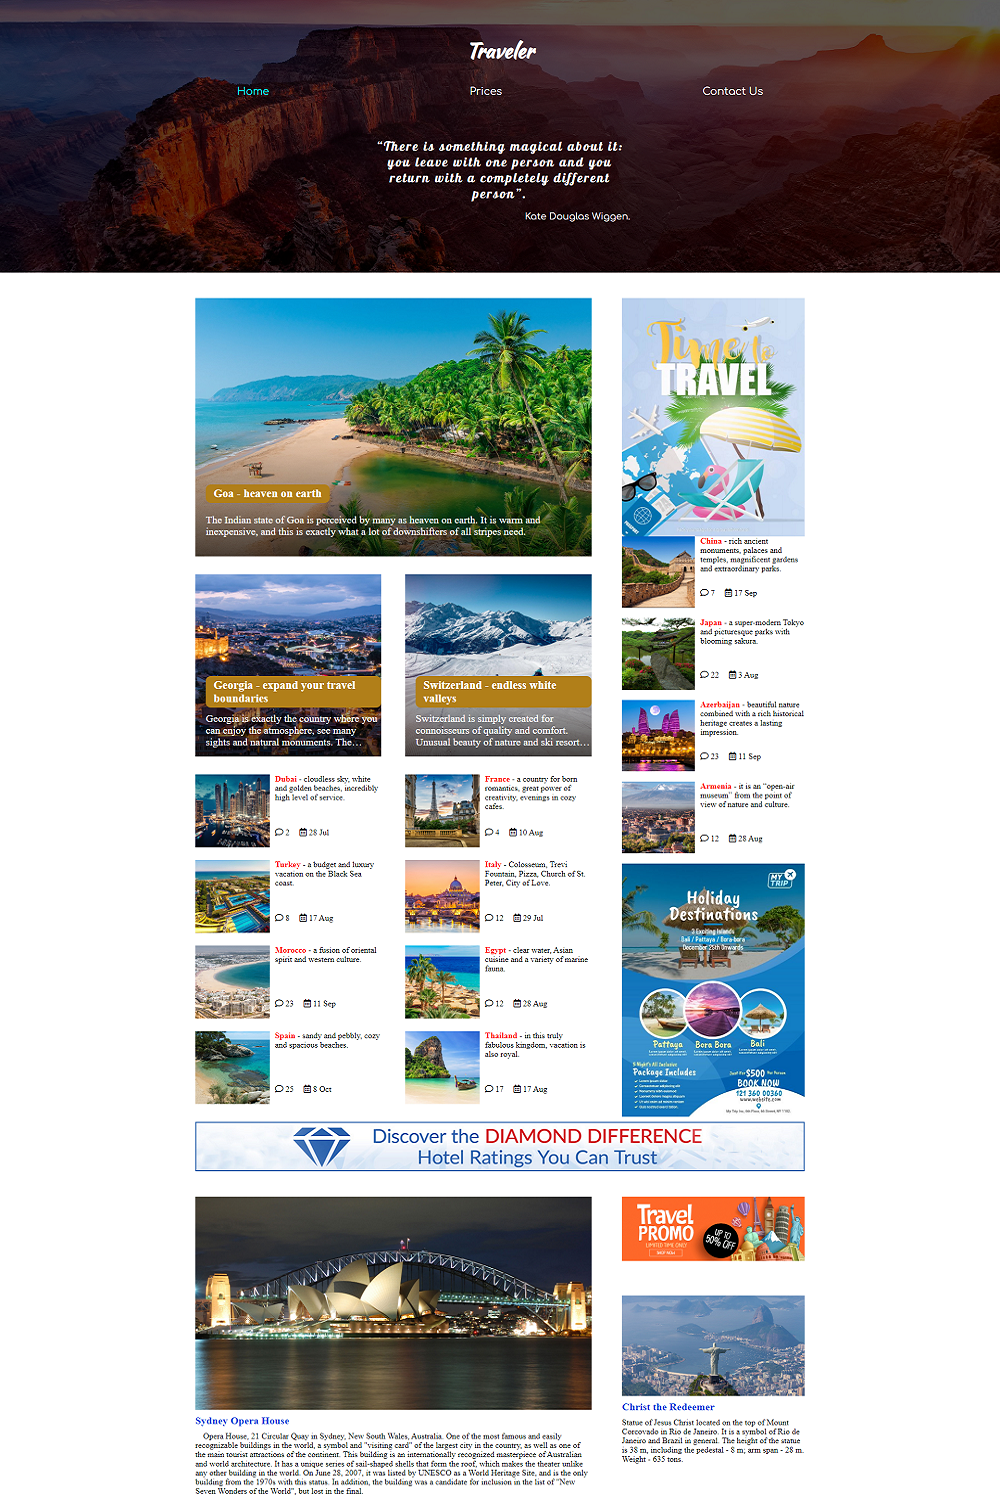 Traveler
Home
Prices
Contact Us
“There is something magical about it:
you leave with one person and you
return with a completely different
person”.
Kate Douglas Wiggen.
Goa - heaven on earth
The Indian state of Goa is perceived by many as heaven on earth. It is warm and
inexpensive, and this is exactly what a lot of downshifters of all stripes need.
Georgia - expand your travel
boundaries
Georgia is exactly the country where you
can enjoy the atmosphere, see many
sights and natural monuments. The…
Switzerland - endless white
valleys
Switzerland is simply created for
connoisseurs of quality and comfort.
Unusual beauty of nature and ski resort…
Dubai - cloudless sky, white
and golden beaches, incredibly
high level of service.
2 28 Jul
France - a country for born
romantics, great power of
creativity, evenings in cozy
cafes.
4 10 Aug
Turkey - a budget and luxury
vacation on the Black Sea
coast.
8 17 Aug
Italy - Colosseum, Trevi
Fountain, Pizza, Church of St.
Peter, City of Love.
12 29 Jul
Morocco - a fusion of oriental
spirit and western culture.
23 11 Sep
Egypt - clear water, Asian
cuisine and a variety of marine
fauna.
12 28 Aug
Spain - sandy and pebbly, cozy
and spacious beaches.
25 8 Oct
Thailand - in this truly
fabulous kingdom, vacation is
also royal.
17 17 Aug
Time to
TRAVEL
China - rich ancient
monuments, palaces and
temples, magnificent gardens
and extraordinary parks.
7 17 Sep
Japan - a super-modern Tokyo
and picturesque parks with
blooming sakura.
22 3 Aug
Azerbaijan - beautiful nature
combined with a rich historical
heritage creates a lasting
impression.
23 11 Sep
Armenia - it is an “open-air
museum” from the point of
view of nature and culture.
12 28 Aug
MY
TRIP
Holiday
Destinations
3 Exciting Islands
Bali / Pattaya / Bora-bora
December 25th Onwards
Pattaya
Bora Bora
Bali
5 Night's All Inclusive
Package Includes
Just For $500 Per Person
BOOK NOW
121 360 00360
www.website.com
Discover the DIAMOND DIFFERENCE
Hotel Ratings You Can Trust
Travel
PROMO
LIMITED TIME ONLY
SHOP NOW
UP TO
50% OFF
Sydney Opera House
Opera House, 21 Circular Quay in Sydney, New South Wales, Australia. One of the most famous and easily
recognizable buildings in the world, a symbol and "visiting card" of the largest city in the country, as well as one of
the main tourist attractions of the continent. This building is an internationally recognized masterpiece of Australian
and world architecture. It has a unique series of sail-shaped shells that form the roof, which makes the theater unlike
any other building in the world. On June 28, 2007, it was listed by UNESCO as a World Heritage Site, and is the only
building from the 1970s with this status. In addition, the building was a candidate for inclusion in the list of "New
Seven Wonders of the World", but lost in the final.
Christ the Redeemer
Statue of Jesus Christ located on the top of Mount
Corcovado in Rio de Janeiro. It is a symbol of Rio de
Janeiro and Brazil in general. The height of the statue
is 38 m, including the pedestal - 8 m; arm span - 28 m.
Weight - 635 tons.